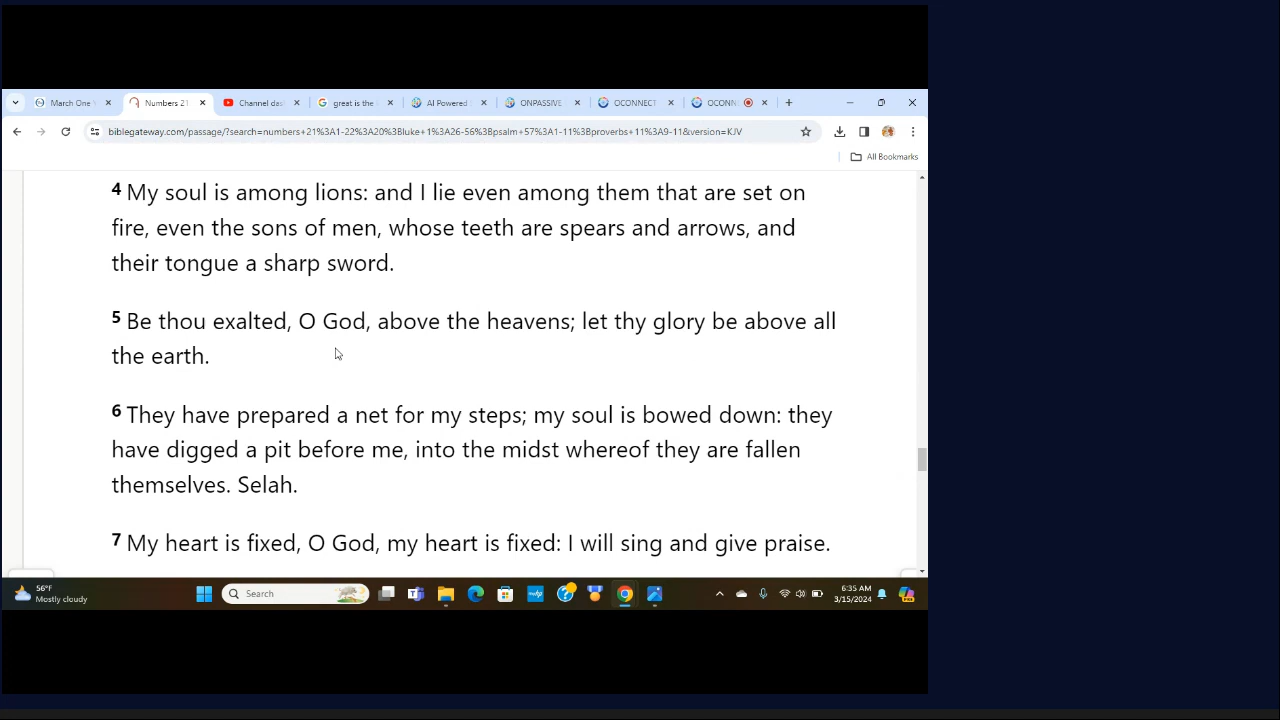 March One
Numbers 21
Channel das
great is the
AI Powered
ONPASSIVE
OCONNECT
OCONN
biblegateway.com/passage/?search=numbers+21%3A1-22%3A20%3Bluke+1%3A26-56%3Bpsalm+57%3A1-11%3Bproverbs+11%3A9-11&version=KJV
All Bookmarks
4 My soul is among lions: and I lie even among them that are set on
fire, even the sons of men, whose teeth are spears and arrows, and
their tongue a sharp sword.
5 Be thou exalted, O God, above the heavens; let thy glory be above all
the earth.
6 They have prepared a net for my steps; my soul is bowed down: they
have digged a pit before me, into the midst whereof they are fallen
themselves. Selah.
7 My heart is fixed, O God, my heart is fixed: I will sing and give praise.
56°F
Mostly cloudy
Search
6:35 AM
3/15/2024